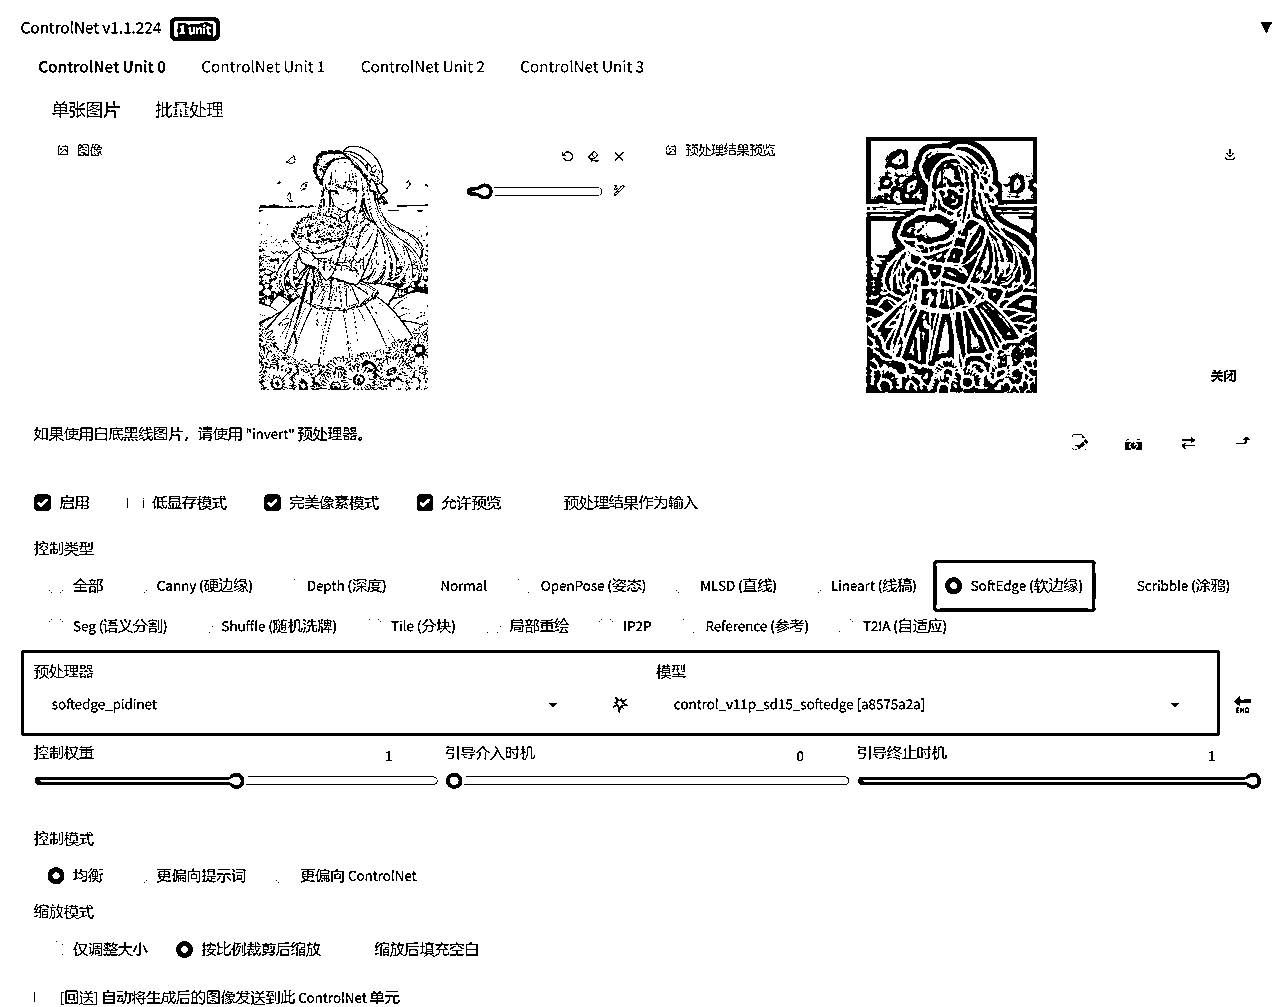 ControlNet v1.1.224 1 unit
ControlNet Unit 0 ControlNet Unit 1 ControlNet Unit 2 ControlNet Unit 3
单张图片 批量处理
图像 预处理结果预览
关闭
如果使用白底黑线图片，请使用 "invert" 预处理器。
启用 低显存模式 完美像素模式 允许预览 预处理结果作为输入
控制类型
全部 Canny (硬边缘) Depth (深度) Normal OpenPose (姿态) MLSD (直线) Lineart (线稿) SoftEdge (软边缘) Scribble (涂鸦)
Seg (语义分割) Shuffle (随机洗牌) Tile (分块) 局部重绘 IP2P Reference (参考) T2IA (自适应)
预处理器 模型
softedge_pidinet control_v11p_sd15_softedge [a8575a2a]
控制权重 1 引导介入时机 0 引导终止时机 1
控制模式
均衡 更偏向提示词 更偏向 ControlNet
缩放模式
仅调整大小 按比例裁剪后缩放 缩放后填充空白
[回送] 自动将生成后的图像发送到此 ControlNet 单元